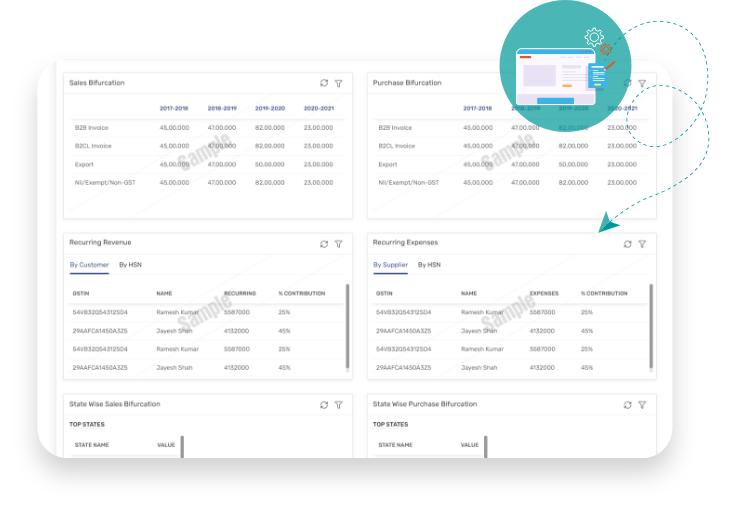 Sales Bifurcation
2017-2018 2018-2019 2019-2020 2020-2021
B2B Invoice 45,00,000 47,00,000 82,00,000 23,00,000
B2CL Invoice 45,00,000 47,00,000 82,00,000 23,00,000
Export 45,00,000 47,00,000 50,00,000 23,00,000
Nil/Exempt/Non-GST 45,00,000 47,00,000 82,00,000 23,00,000
Sample
Purchase Bifurcation
2017-2018 2018-2019 2019-2020 2020-2021
B2B Invoice 45,00,000 47,00,000 82,00,000 23,00,000
B2CL Invoice 45,00,000 47,00,000 82,00,000 23,00,000
Export 45,00,000 47,00,000 50,00,000 23,00,000
Nil/Exempt/Non-GST 45,00,000 47,00,000 82,00,000 23,00,000
Sample
Recurring Revenue
By Customer By HSN
GSTIN NAME RECURRING % CONTRIBUTION
54VB32Q54312SD4 Ramesh Kumar 5587000 25%
29AAFCA1450A3Z5 Jayesh Shah 4132000 45%
54VB32Q54312SD4 Ramesh Kumar 5587000 25%
29AAFCA1450A3Z5 Jayesh Shah 4132000 45%
Sample
Recurring Expenses
By Supplier By HSN
GSTIN NAME EXPENSES % CONTRIBUTION
54VB32Q54312SD4 Ramesh Kumar 5587000 25%
29AAFCA1450A3Z5 Jayesh Shah 4132000 45%
54VB32Q54312SD4 Ramesh Kumar 5587000 25%
29AAFCA1450A3Z5 Jayesh Shah 4132000 45%
Sample
State Wise Sales Bifurcation
TOP STATES
STATE NAME VALUE
State Wise Purchase Bifurcation
TOP STATES
STATE NAME VALUE